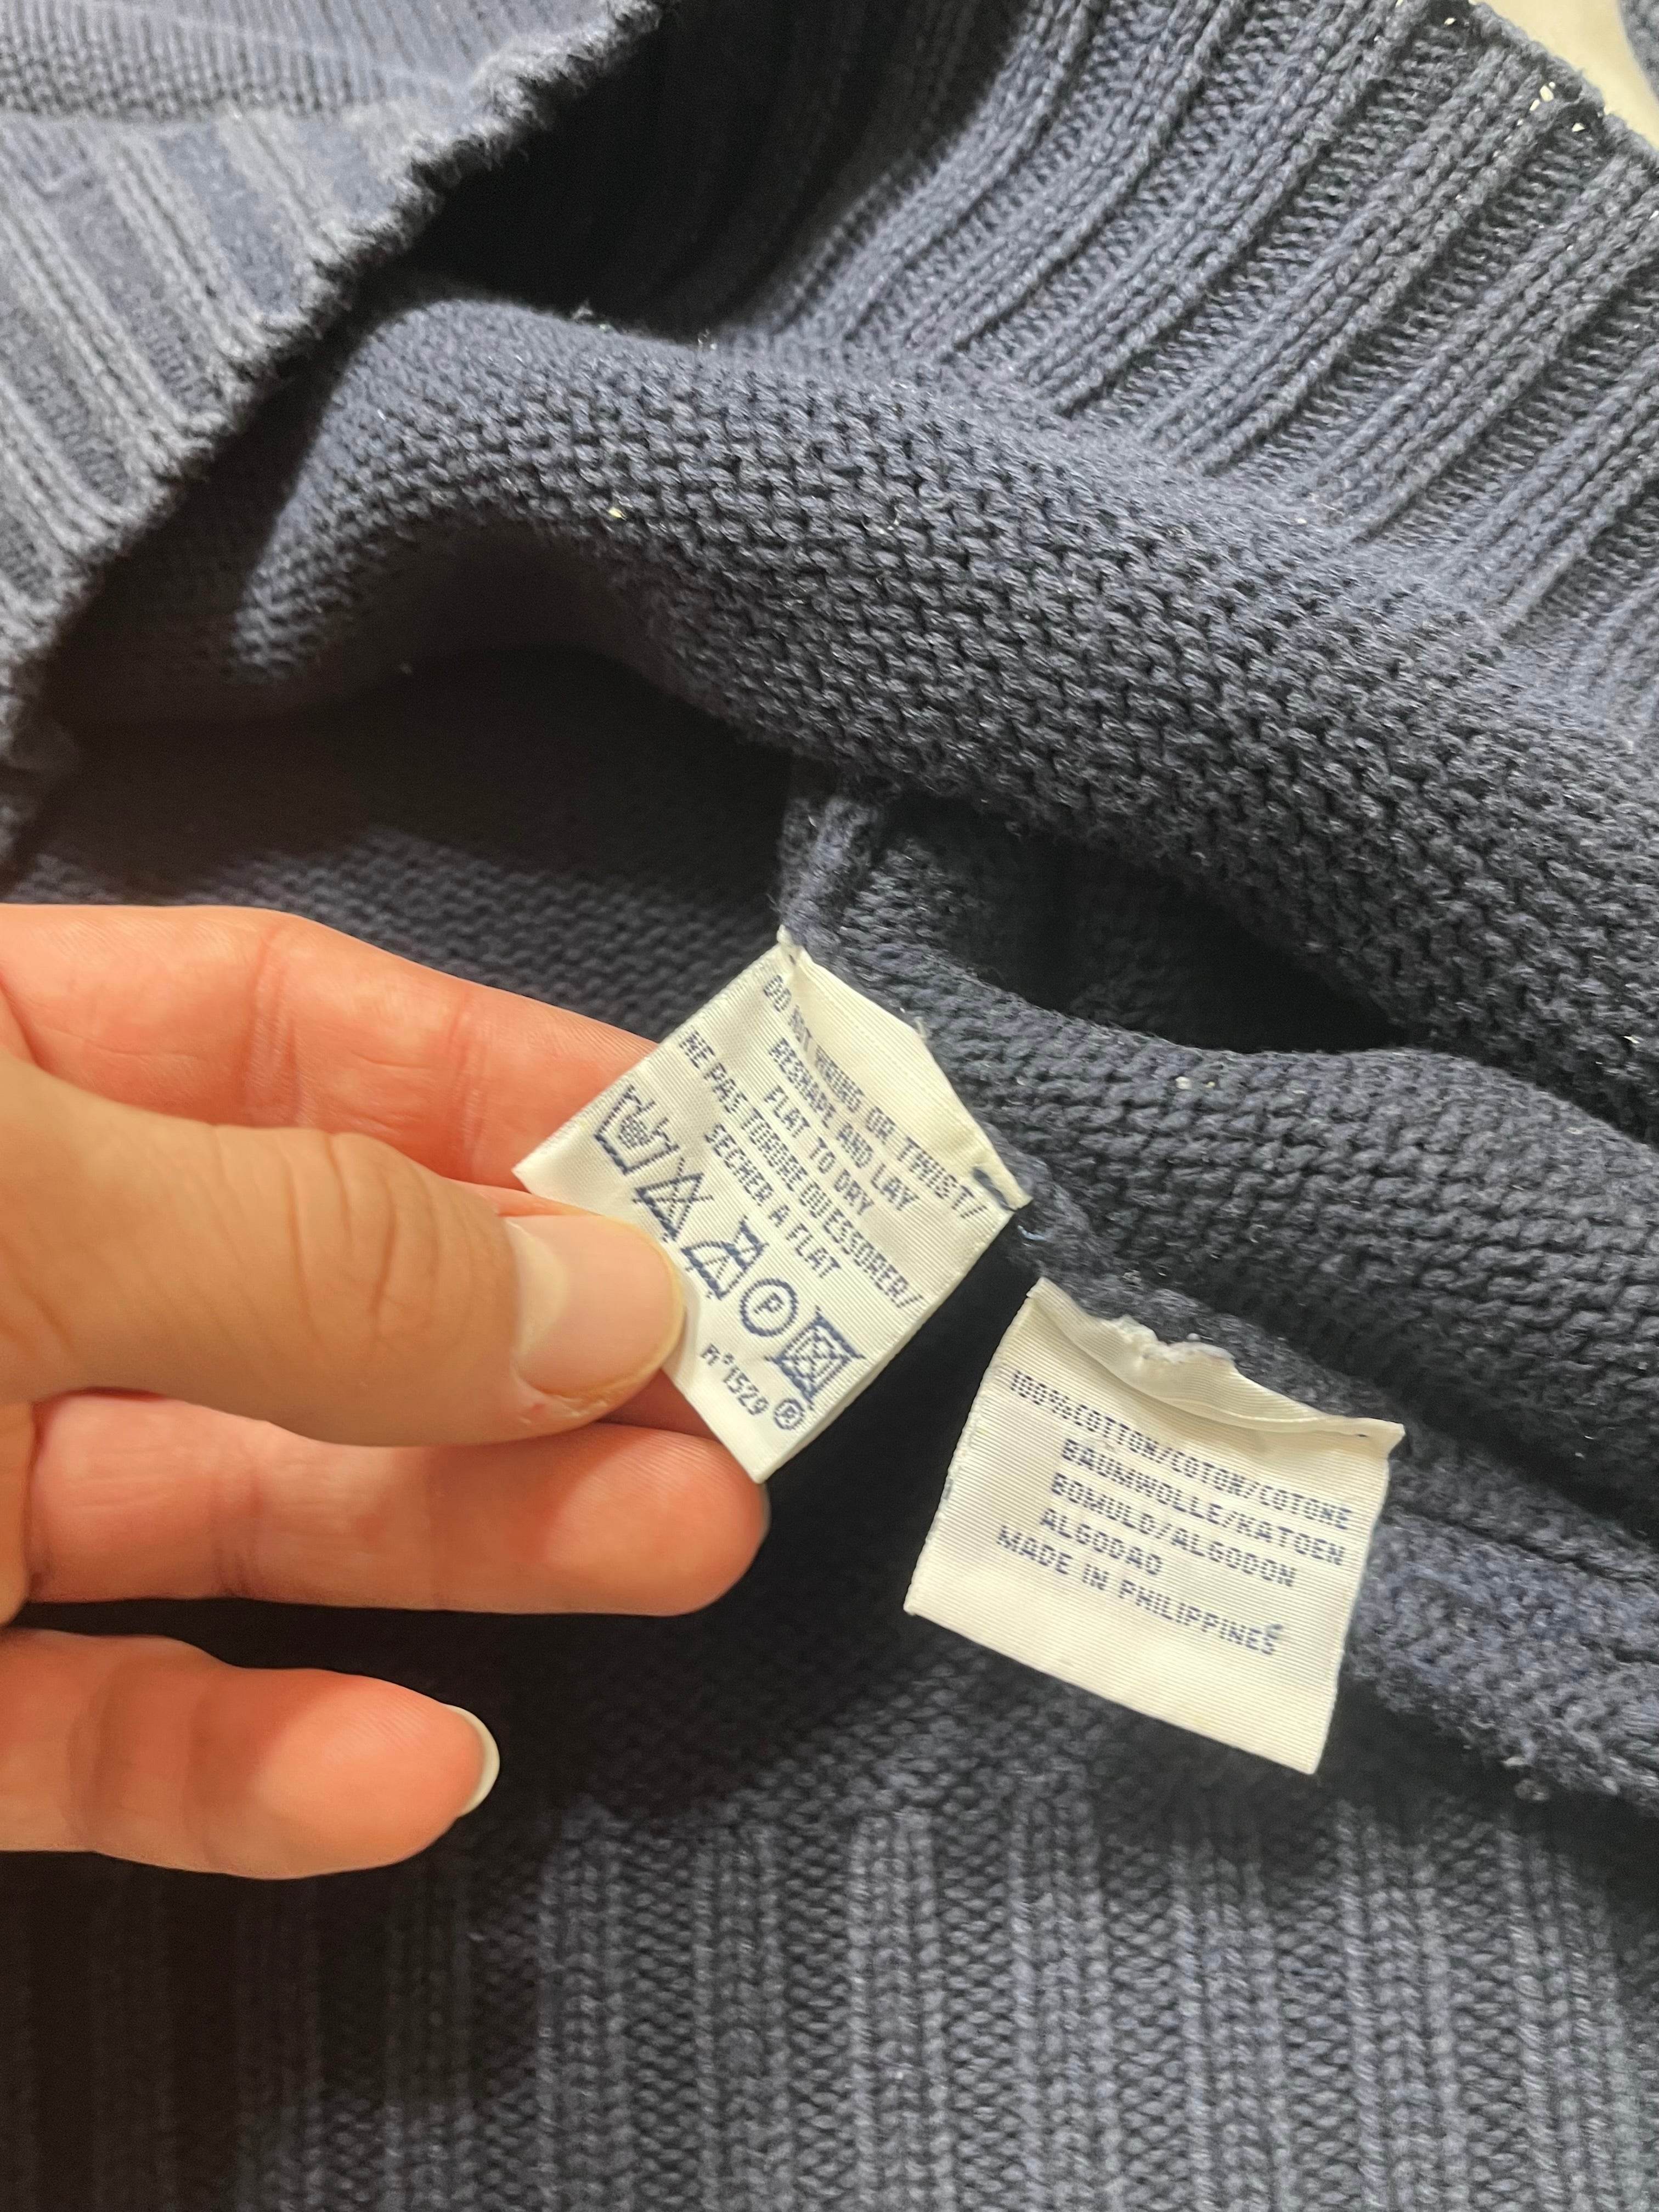 DO NOT WRING OR TWIST/
RESHAPE AND LAY
FLAT TO DRY
NE PAS TORDRE OU ESSORER/
SECHER A FLAT
P
N°1529 ®
100%COTTON/COTON/COTONE
BAUMWOLLE/KATOEN
BOMULD/ALGODON
ALGODAO
MADE IN PHILIPPINES